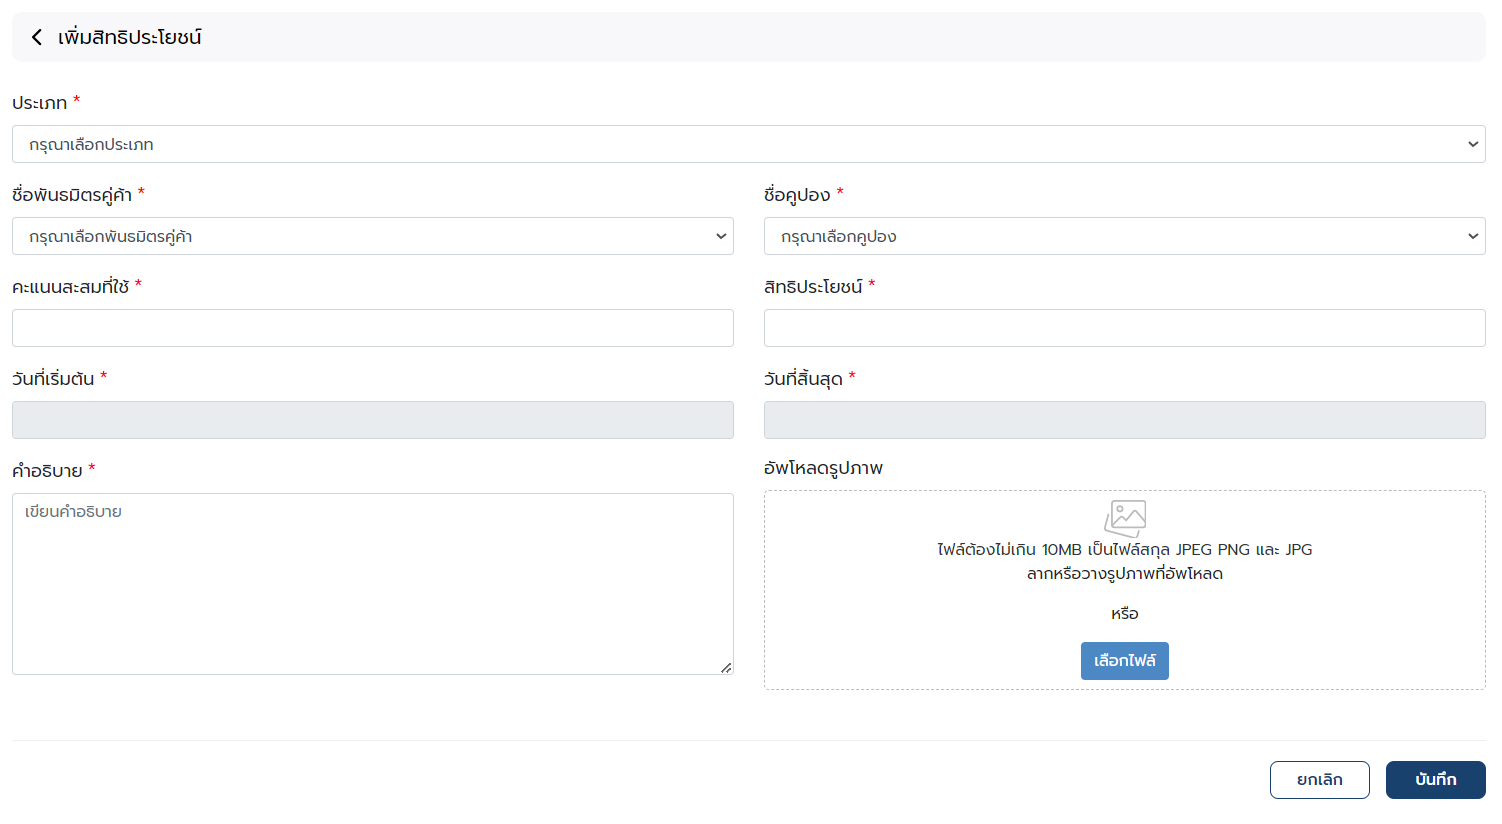 เพิ่มสิทธิประโยชน์
ประเภท *
กรุณาเลือกประเภท
ชื่อพันธมิตรคู่ค้า *
ชื่อคูปอง *
กรุณาเลือกพันธมิตรคู่ค้า
กรุณาเลือกคูปอง
คะแนนสะสมที่ใช้ *
สิทธิประโยชน์ *
วันที่เริ่มต้น *
วันที่สิ้นสุด *
คำอธิบาย *
อัพโหลดรูปภาพ
เขียนคำอธิบาย
ไฟล์ต้องไม่เกิน 10MB เป็นไฟล์สกุล JPEG PNG และ JPG
ลากหรือวางรูปภาพที่อัพโหลด
หรือ
เลือกไฟล์
ยกเลิก
บันทึก